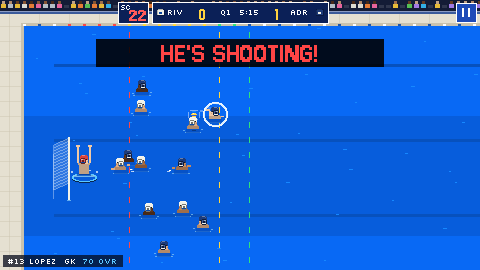 SC 22
RIV 0 Q1 5:15 1 ADR
HE'S SHOOTING!
#13 LOPEZ GK 70 OVR